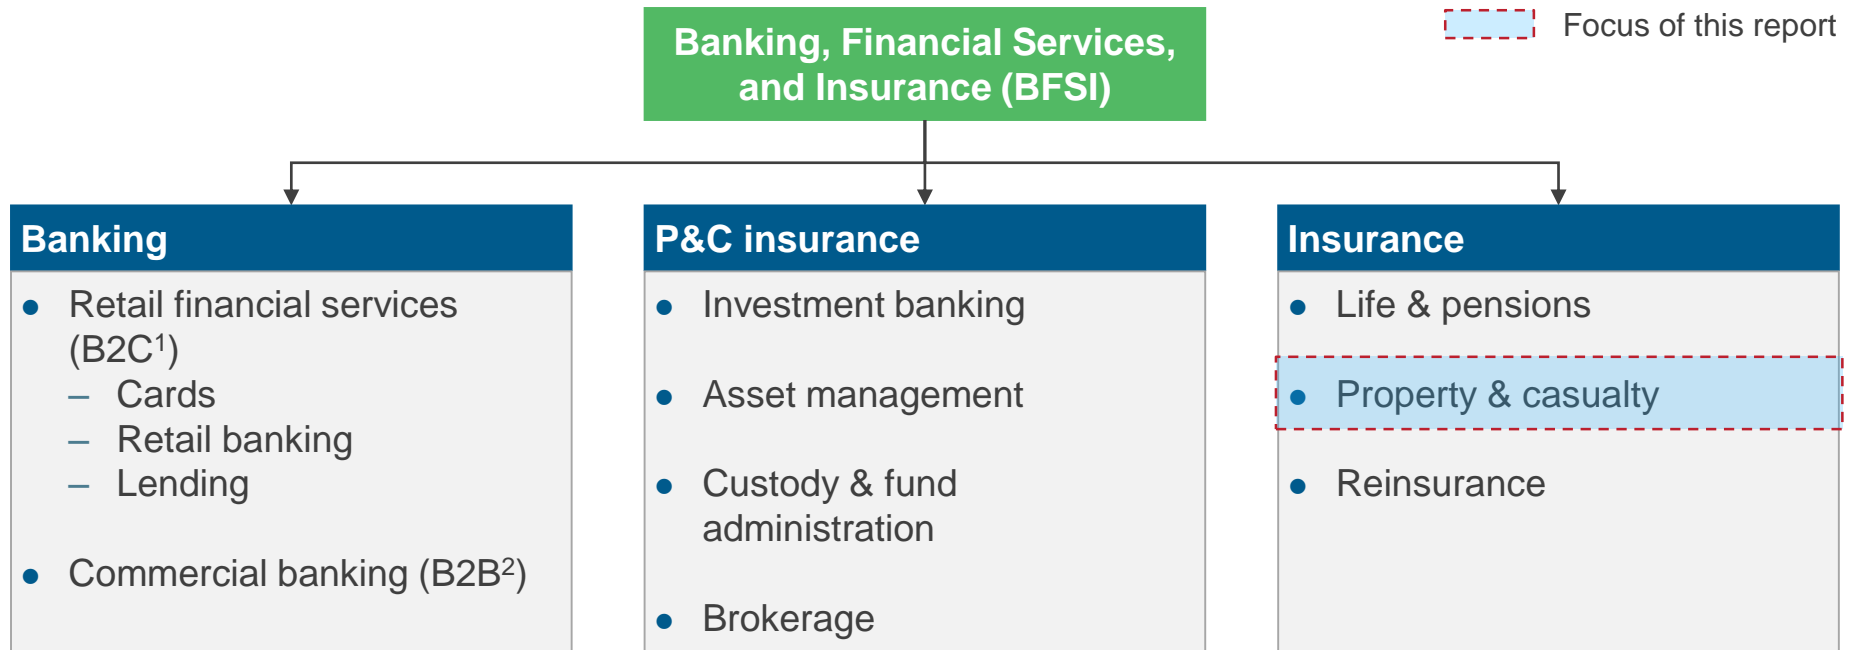 Banking, Financial Services,
and Insurance (BFSI)
Focus of this report
Banking
● Retail financial services
(B2C¹)
– Cards
– Retail banking
– Lending
● Commercial banking (B2B²)
P&C insurance
● Investment banking
● Asset management
● Custody & fund
administration
● Brokerage
Insurance
● Life & pensions
● Property & casualty
● Reinsurance